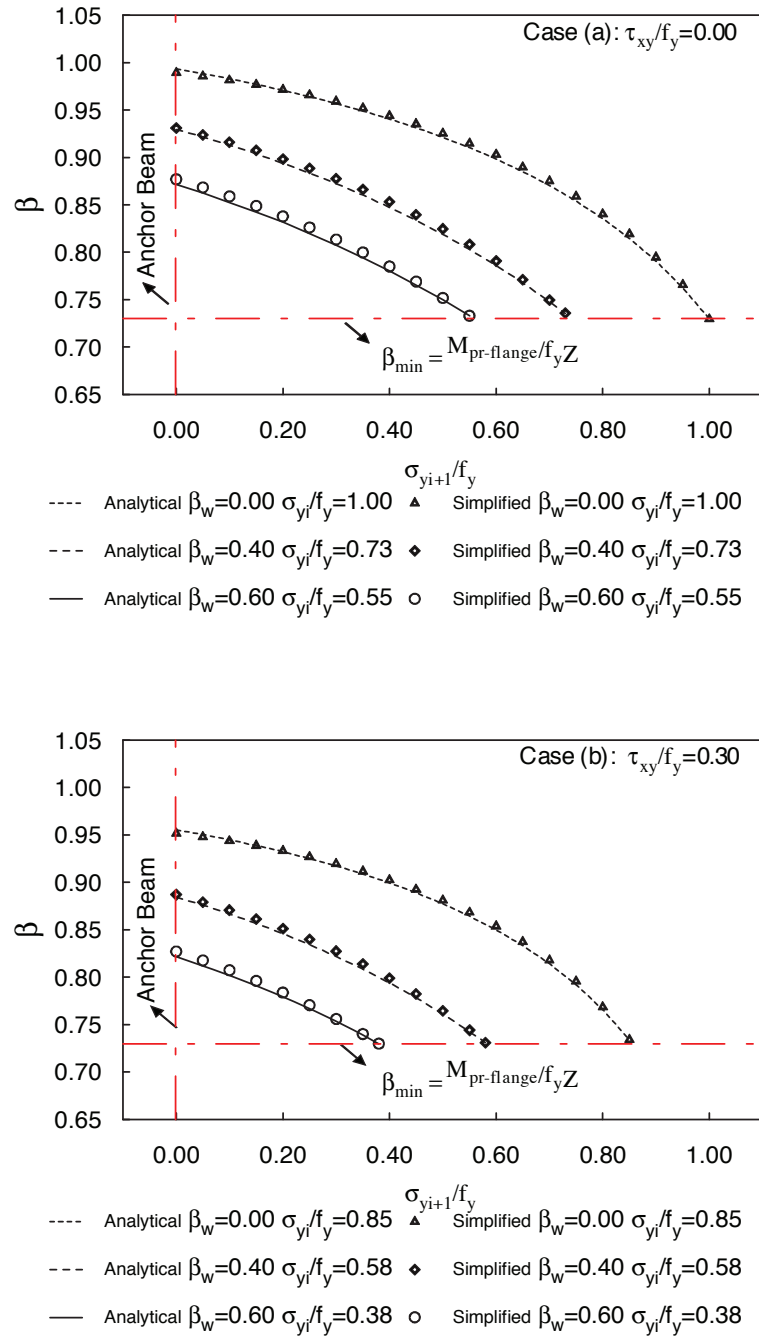 Case (a): τxy/fy=0.00
1.05
1.00
0.95
0.90
0.85
0.80
0.75
0.70
0.65
β
Anchor Beam
βmin = Mpr-flange/fyZ
0.00 0.20 0.40 0.60 0.80 1.00
σyi+1/fy
Analytical βw=0.00 σyi/fy=1.00 Simplified βw=0.00 σyi/fy=1.00
Analytical βw=0.40 σyi/fy=0.73 Simplified βw=0.40 σyi/fy=0.73
Analytical βw=0.60 σyi/fy=0.55 Simplified βw=0.60 σyi/fy=0.55
Case (b): τxy/fy=0.30
1.05
1.00
0.95
0.90
0.85
0.80
0.75
0.70
0.65
β
Anchor Beam
βmin = Mpr-flange/fyZ
0.00 0.20 0.40 0.60 0.80 1.00
σyi+1/fy
Analytical βw=0.00 σyi/fy=0.85 Simplified βw=0.00 σyi/fy=0.85
Analytical βw=0.40 σyi/fy=0.58 Simplified βw=0.40 σyi/fy=0.58
Analytical βw=0.60 σyi/fy=0.38 Simplified βw=0.60 σyi/fy=0.38